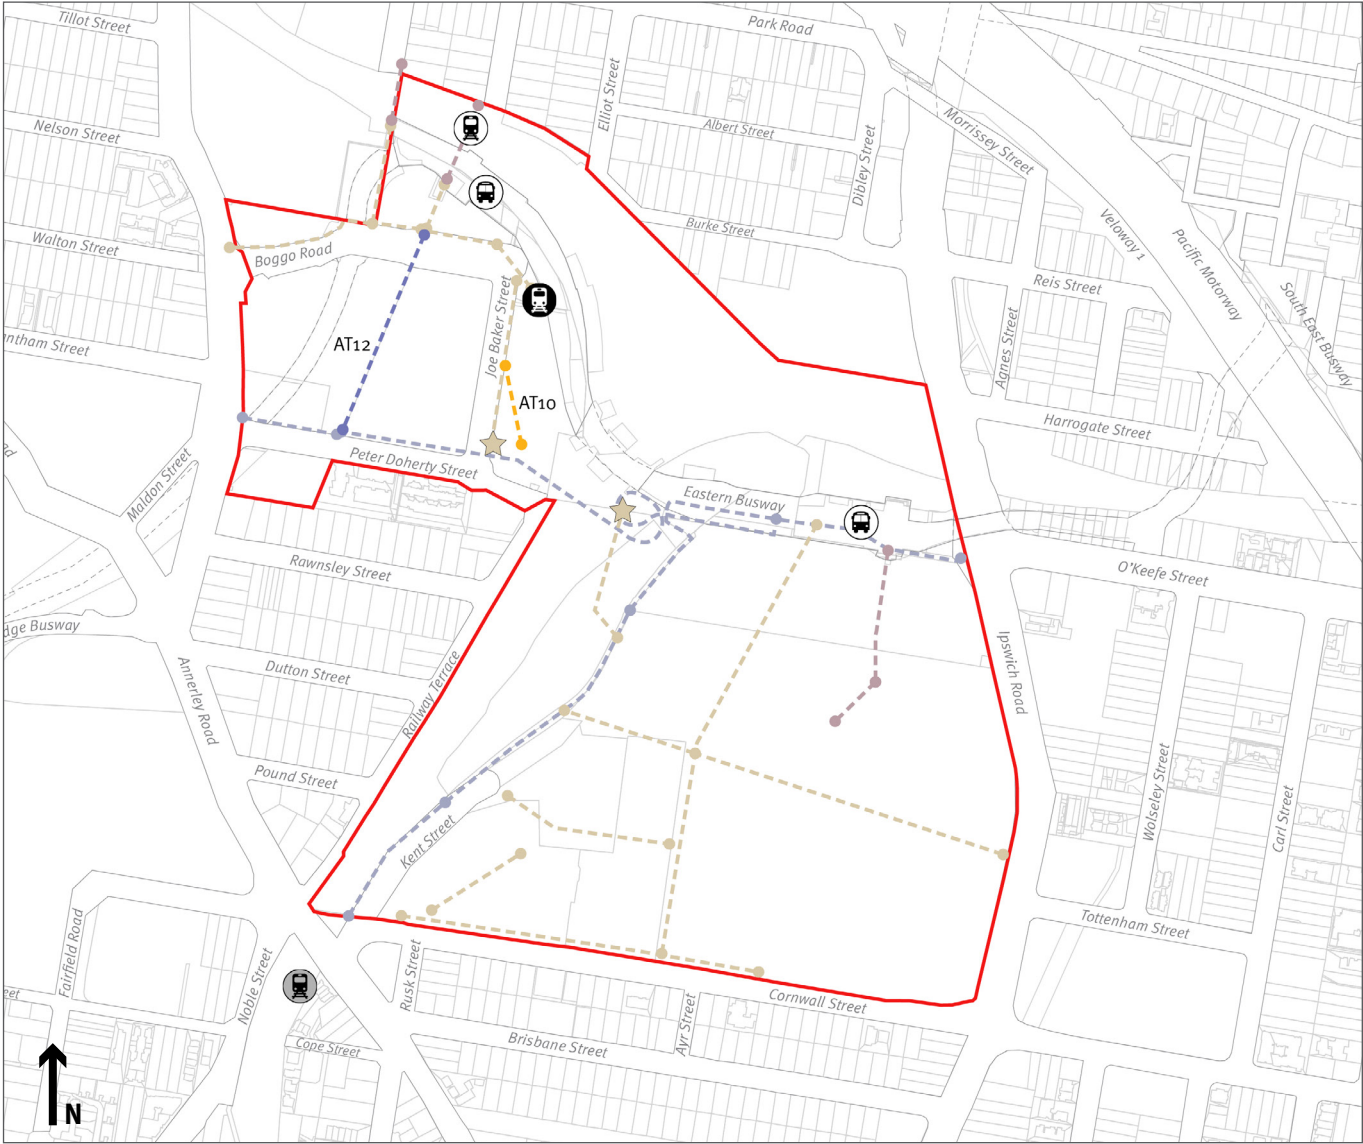 Tillot Street
Park Road
Elliot Street
Nelson Street
Albert Street
Morrissey Street
Dibley Street
Walton Street
Boggo Road
Burke Street
Veloway 1
Pacific Motorway
Reis Street
South East Busway
Joe Baker Street
AT12
Agnes Street
ntham Street
AT10
Harrogate Street
Peter Doherty Street
Maldon Street
Eastern Busway
Rawnsley Street
O'Keefe Street
dge Busway
Dutton Street
Annerley Road
Railway Terrace
Ipswich Road
Pound Street
Wolseley Street
Carl Street
Kent Street
Tottenham Street
Fairfield Road
Noble Street
Rusk Street
eet
Cornwall Street
Ayr Street
Brisbane Street
Cope Street
N